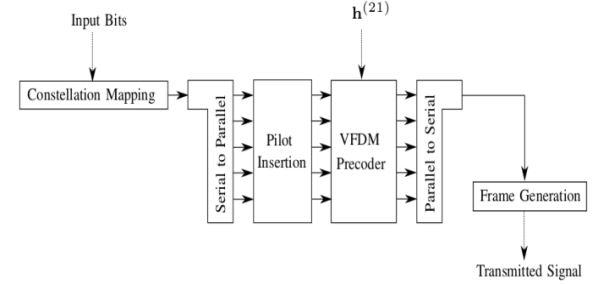 Input Bits
h(21)
Constellation Mapping
Serial to Parallel
Pilot
Insertion
VFDM
Precoder
Parallel to Serial
Frame Generation
Transmitted Signal